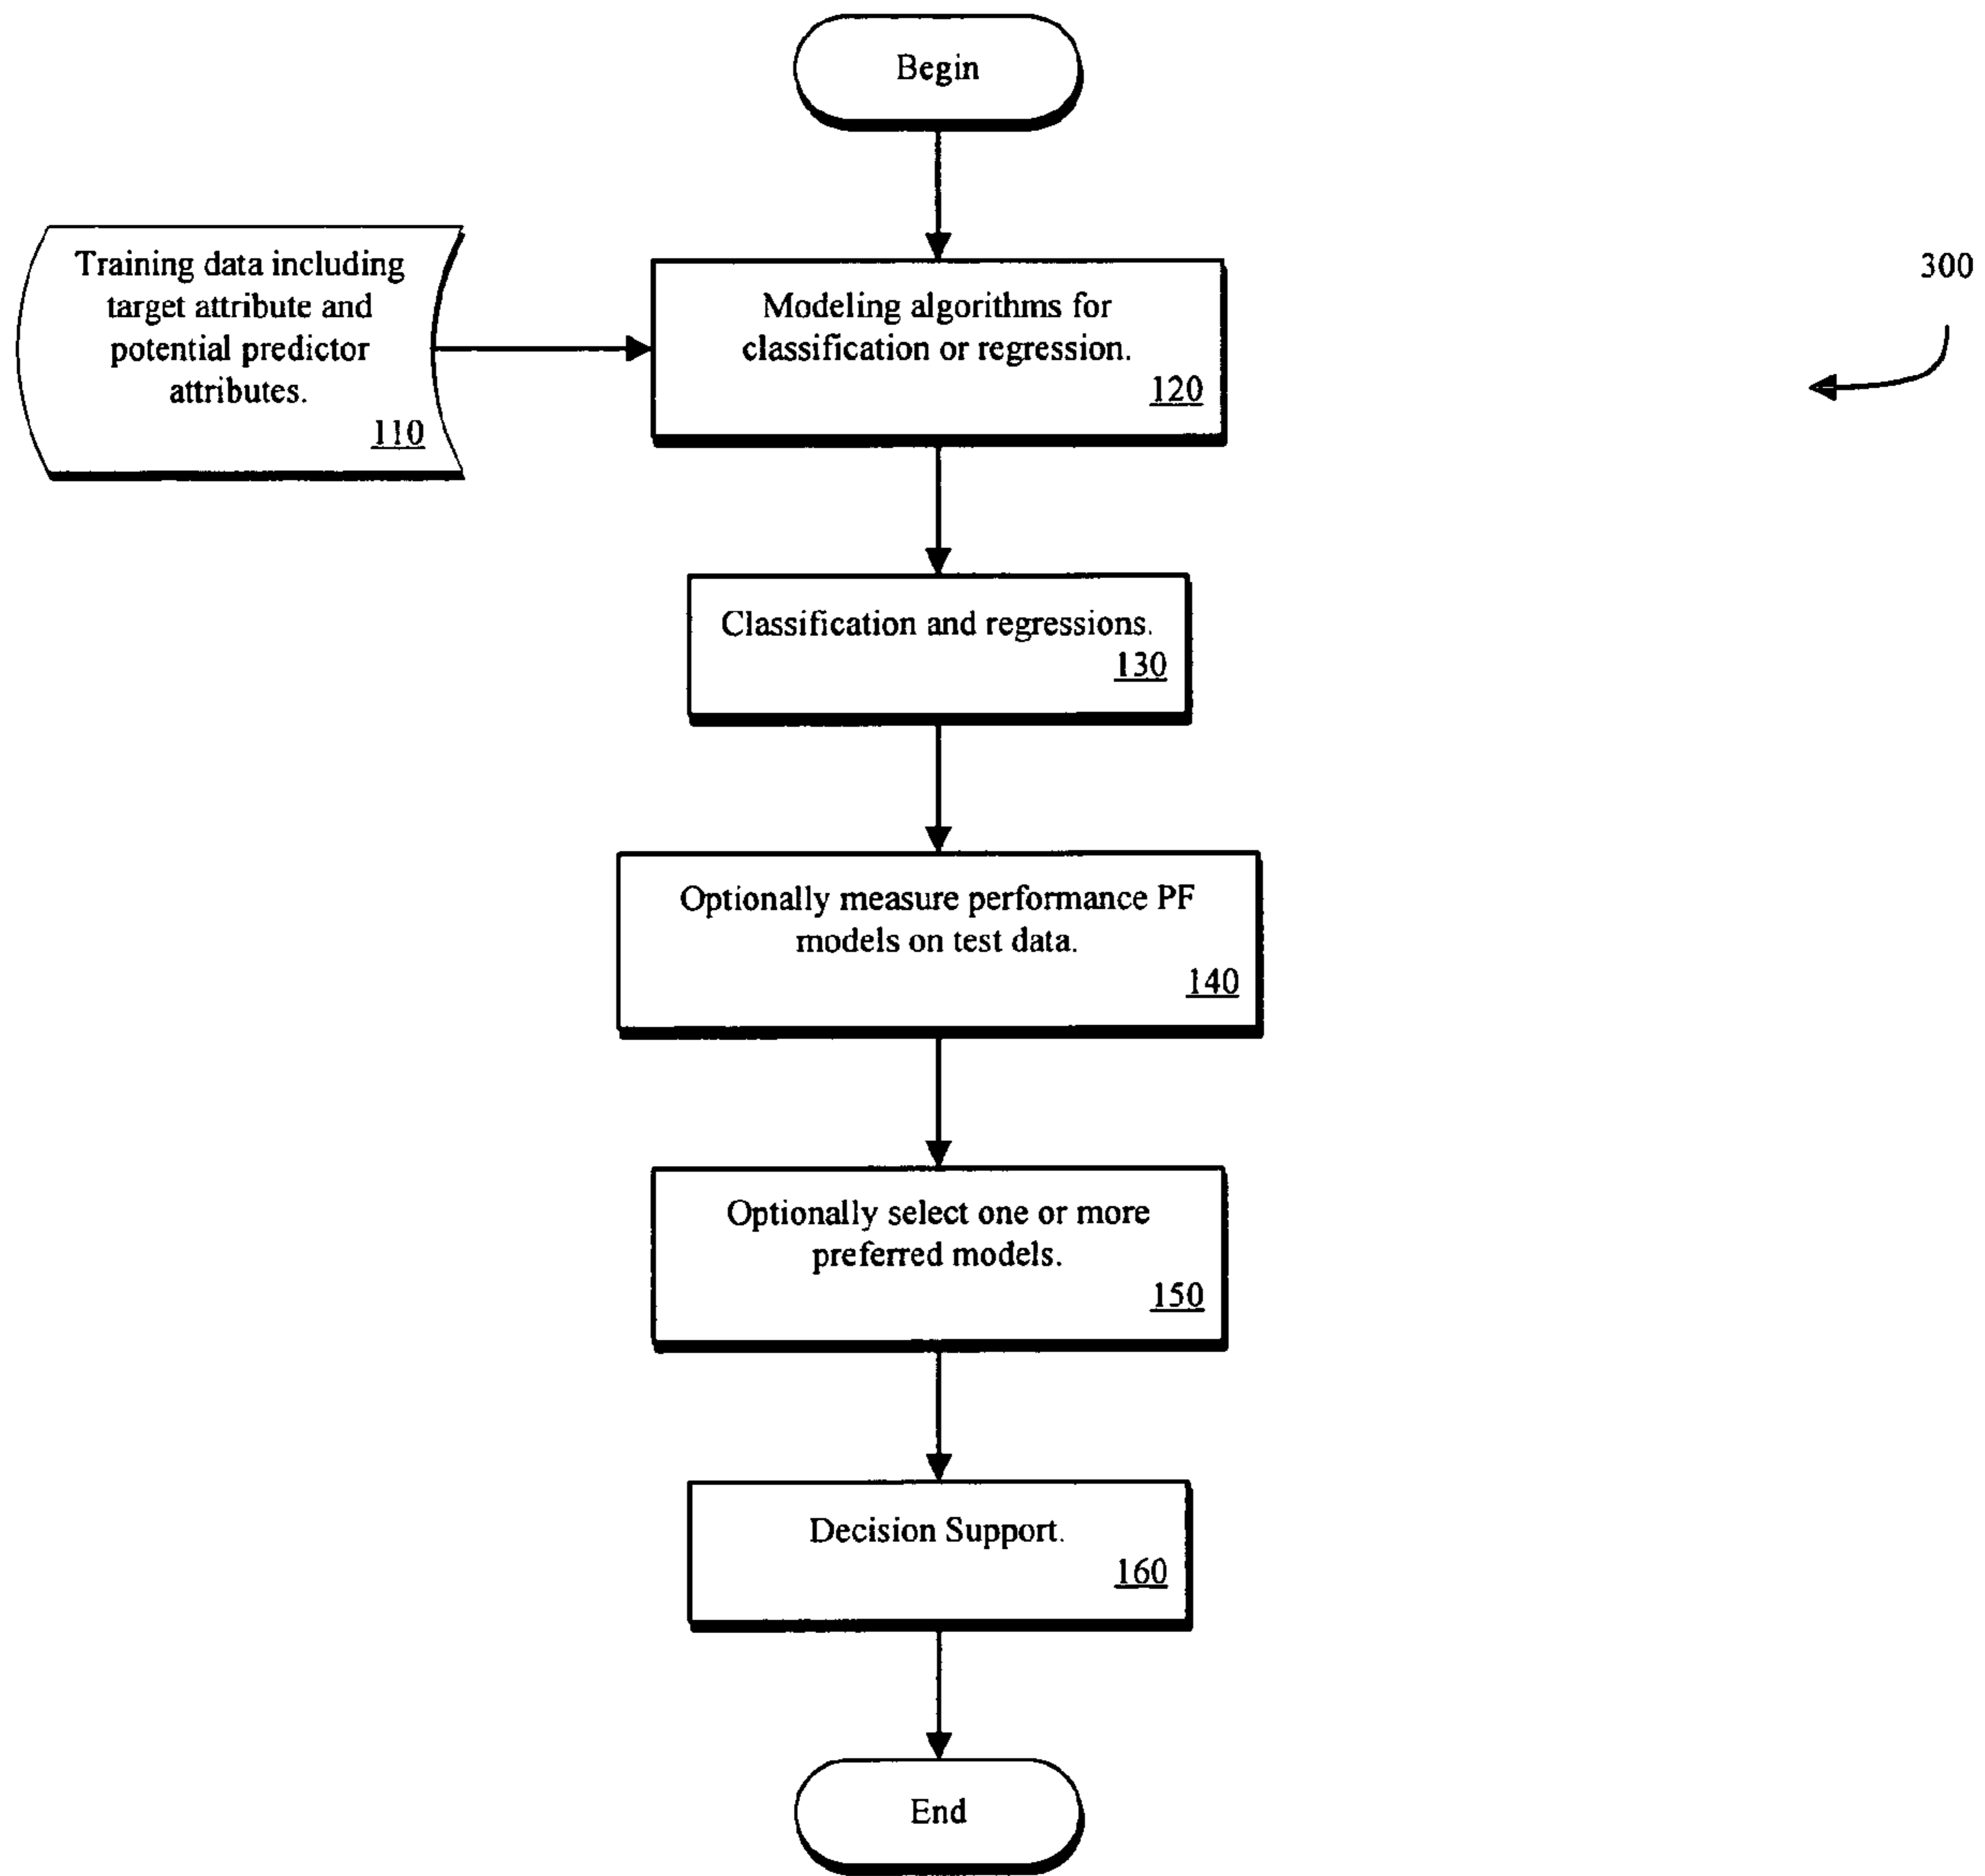 Begin
Training data including
target attribute and
potential predictor
attributes.
110
Modeling algorithms for
classification or regression.
120
300
Classification and regressions.
130
Optionally measure performance PF
models on test data.
140
Optionally select one or more
preferred models.
150
Decision Support.
160
End